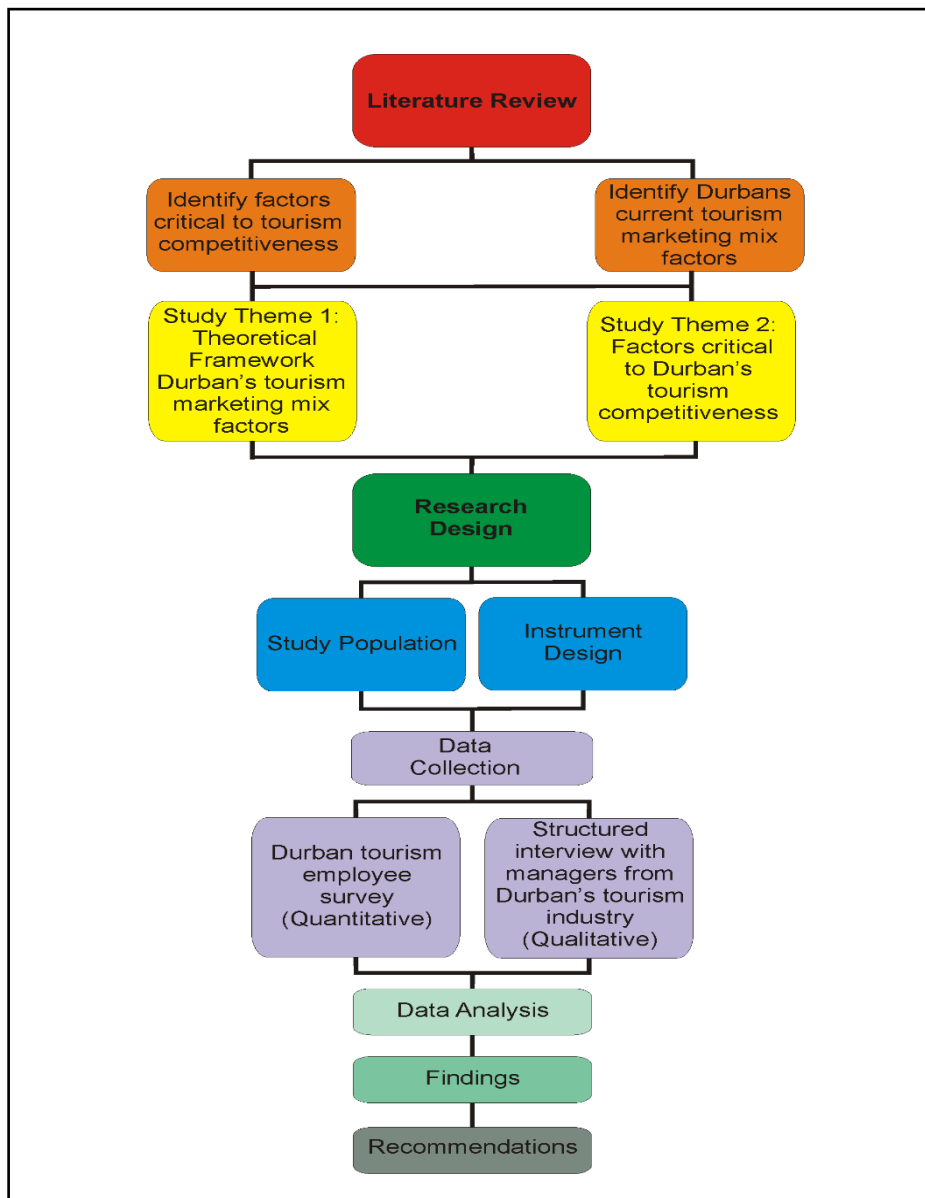 Literature Review
Identify factors
critical to tourism
competitiveness
Identify Durbans
current tourism
marketing mix
factors
Study Theme 1:
Theoretical
Framework
Durban's tourism
marketing mix
factors
Study Theme 2:
Factors critical
to Durban's
tourism
competitiveness
Research
Design
Study Population
Instrument
Design
Data
Collection
Durban tourism
employee
survey
(Quantitative)
Structured
interview with
managers from
Durban's tourism
industry
(Qualitative)
Data Analysis
Findings
Recommendations